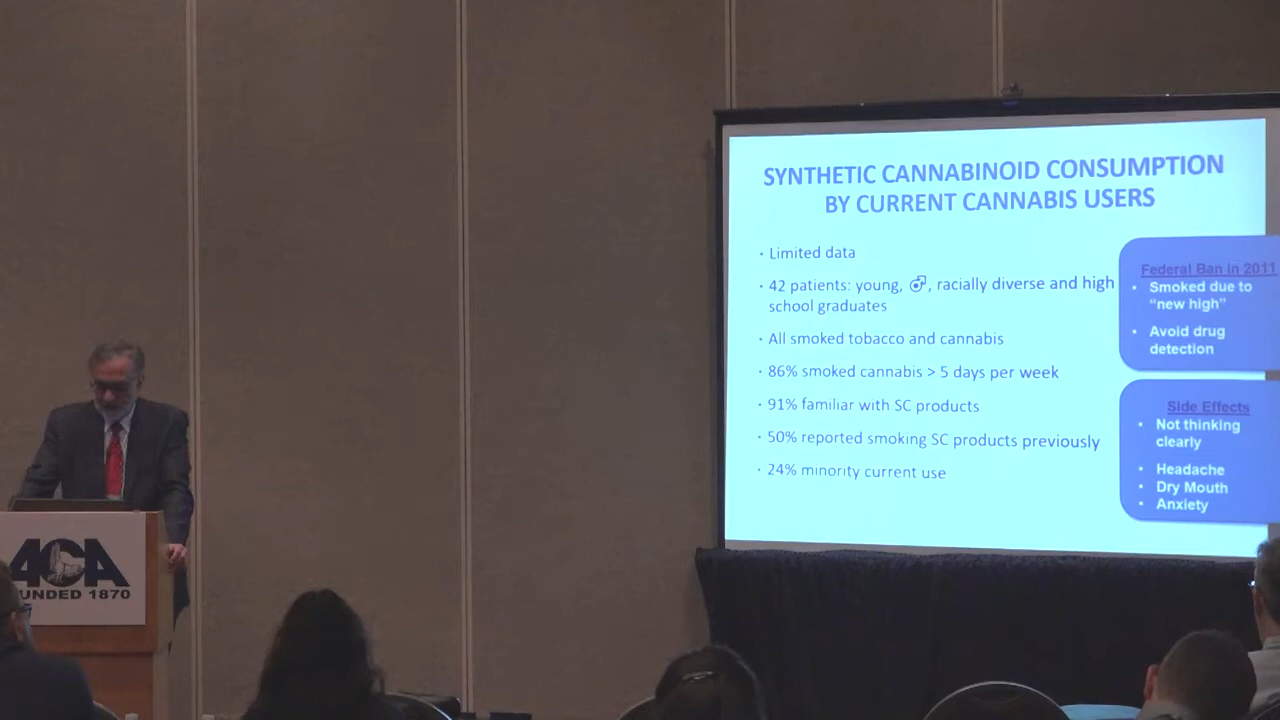 SYNTHETIC CANNABINOID CONSUMPTION
BY CURRENT CANNABIS USERS
• Limited data
• 42 patients: young, ♂, racially diverse and high
school graduates
• All smoked tobacco and cannabis
• 86% smoked cannabis > 5 days per week
• 91% familiar with SC products
• 50% reported smoking SC products previously
• 24% minority current use
Federal Ban in 2011
• Smoked due to
“new high”
• Avoid drug
detection
Side Effects
• Not thinking
clearly
• Headache
• Dry Mouth
• Anxiety
ACA
UNDED 1870